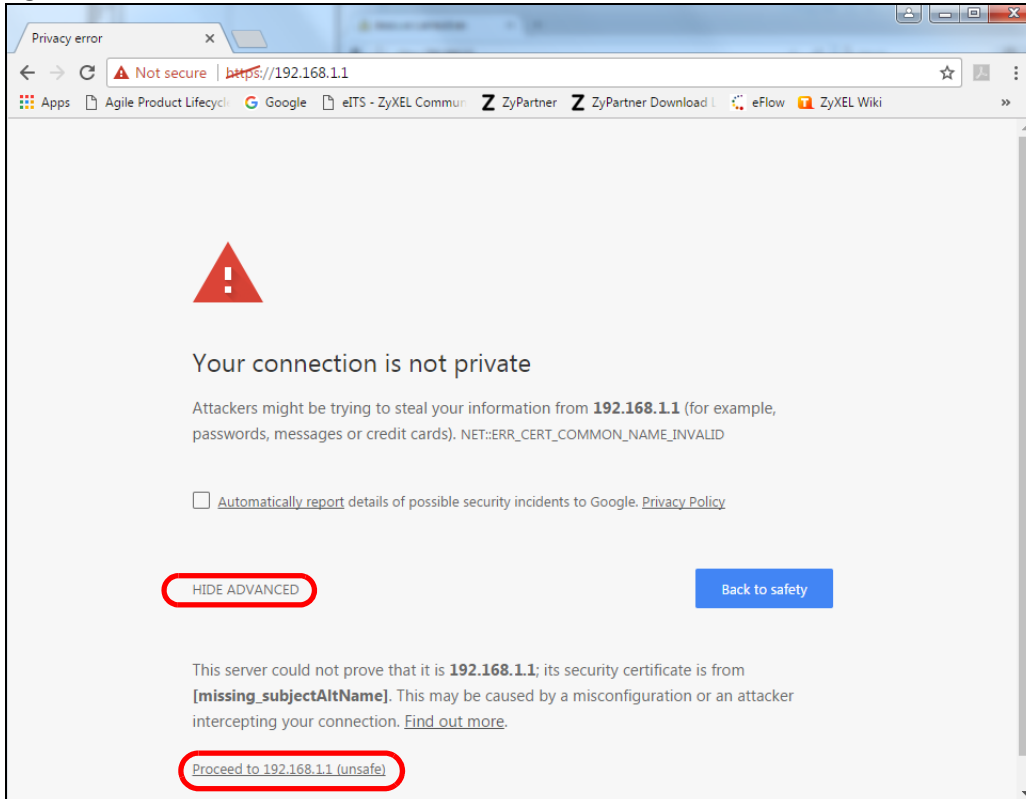 Privacy error
Not secure | https://192.168.1.1
Apps Agile Product Lifecycl Google eITS - ZyXEL Commun ZyPartner ZyPartner Download L eFlow ZyXEL Wiki »
Your connection is not private
Attackers might be trying to steal your information from 192.168.1.1 (for example,
passwords, messages or credit cards). NET::ERR_CERT_COMMON_NAME_INVALID
Automatically report details of possible security incidents to Google. Privacy Policy
HIDE ADVANCED
Back to safety
This server could not prove that it is 192.168.1.1; its security certificate is from
[missing_subjectAltName]. This may be caused by a misconfiguration or an attacker
intercepting your connection. Find out more.
Proceed to 192.168.1.1 (unsafe)